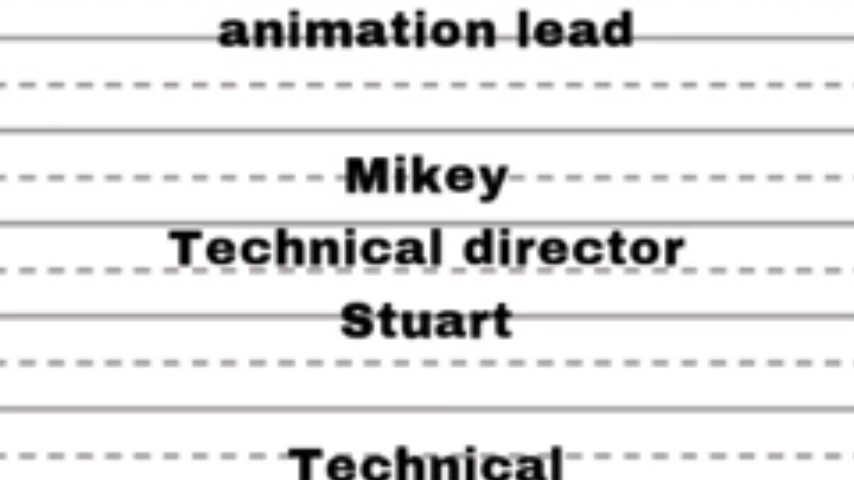 animation lead
Mikey
Technical director
Stuart
Technical